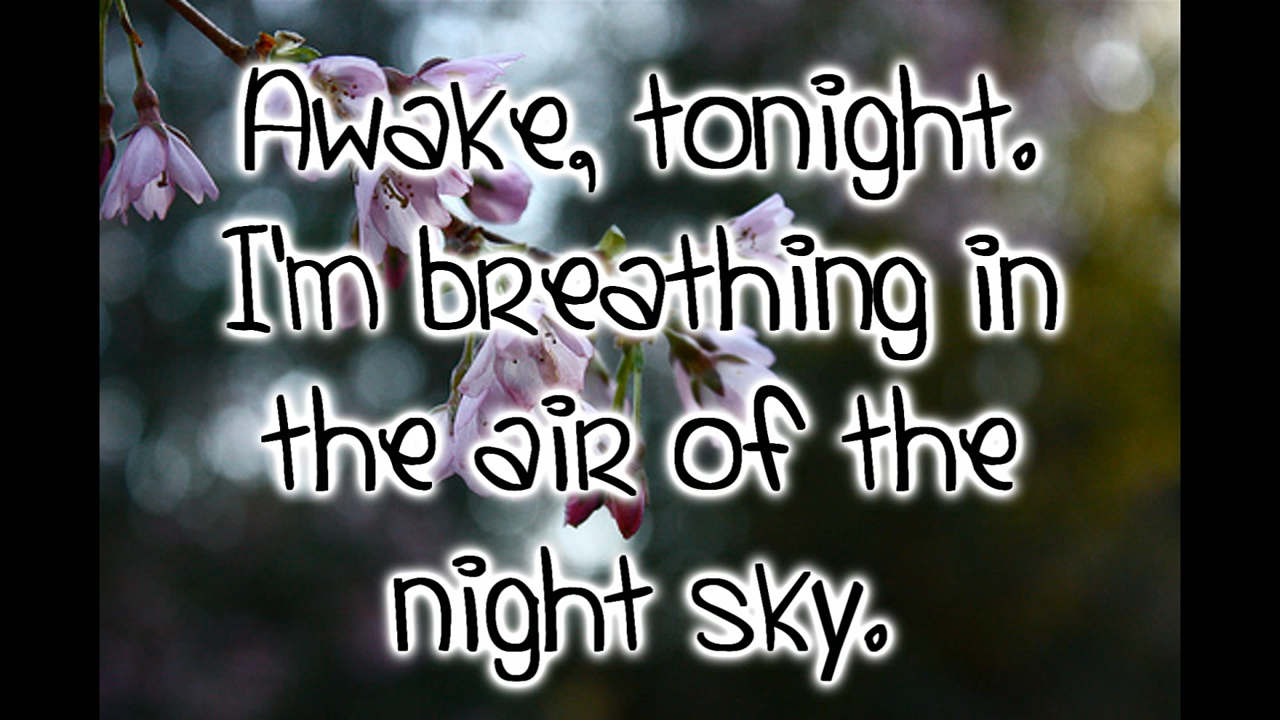 Awake, tonight.
I'm breathing in
the air of the
night sky.